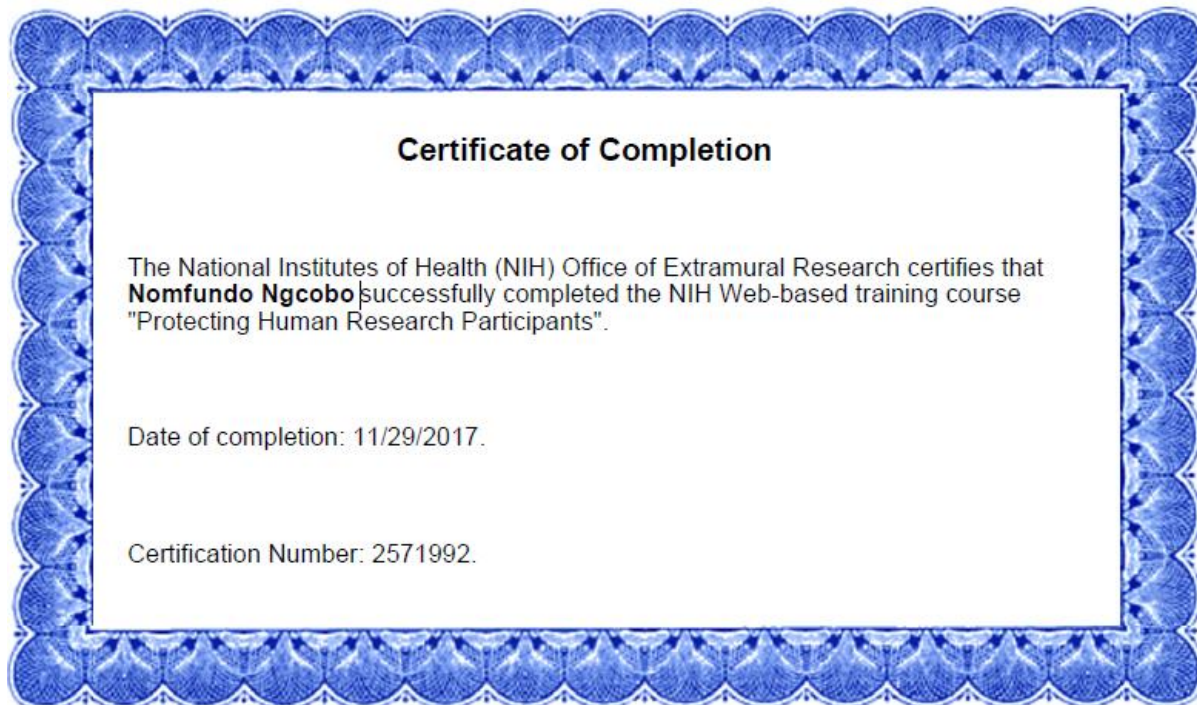 Certificate of Completion
The National Institutes of Health (NIH) Office of Extramural Research certifies that
Nomfundo Ngcobo successfully completed the NIH Web-based training course
"Protecting Human Research Participants".
Date of completion: 11/29/2017.
Certification Number: 2571992.